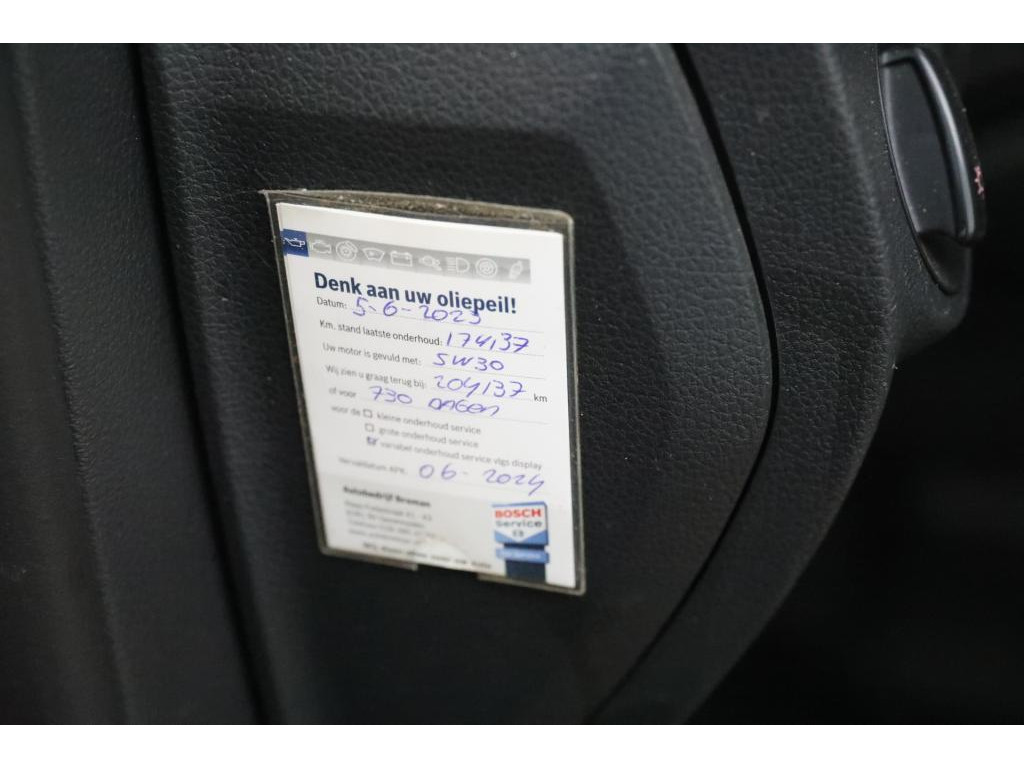 Denk aan uw oliepeil!
Datum: 5-6-2023
Km. stand laatste onderhoud: 174137
Uw motor is gevuld met: 5W30
Wij zien u graag terug bij: 204137 km
of voor 730 DAGEN
voor de kleine onderhoud service
grote onderhoud service
variabel onderhoud service vlgs display
Vervaldatum APK: 06-2024
Autobedrijf
BOSCH
Service